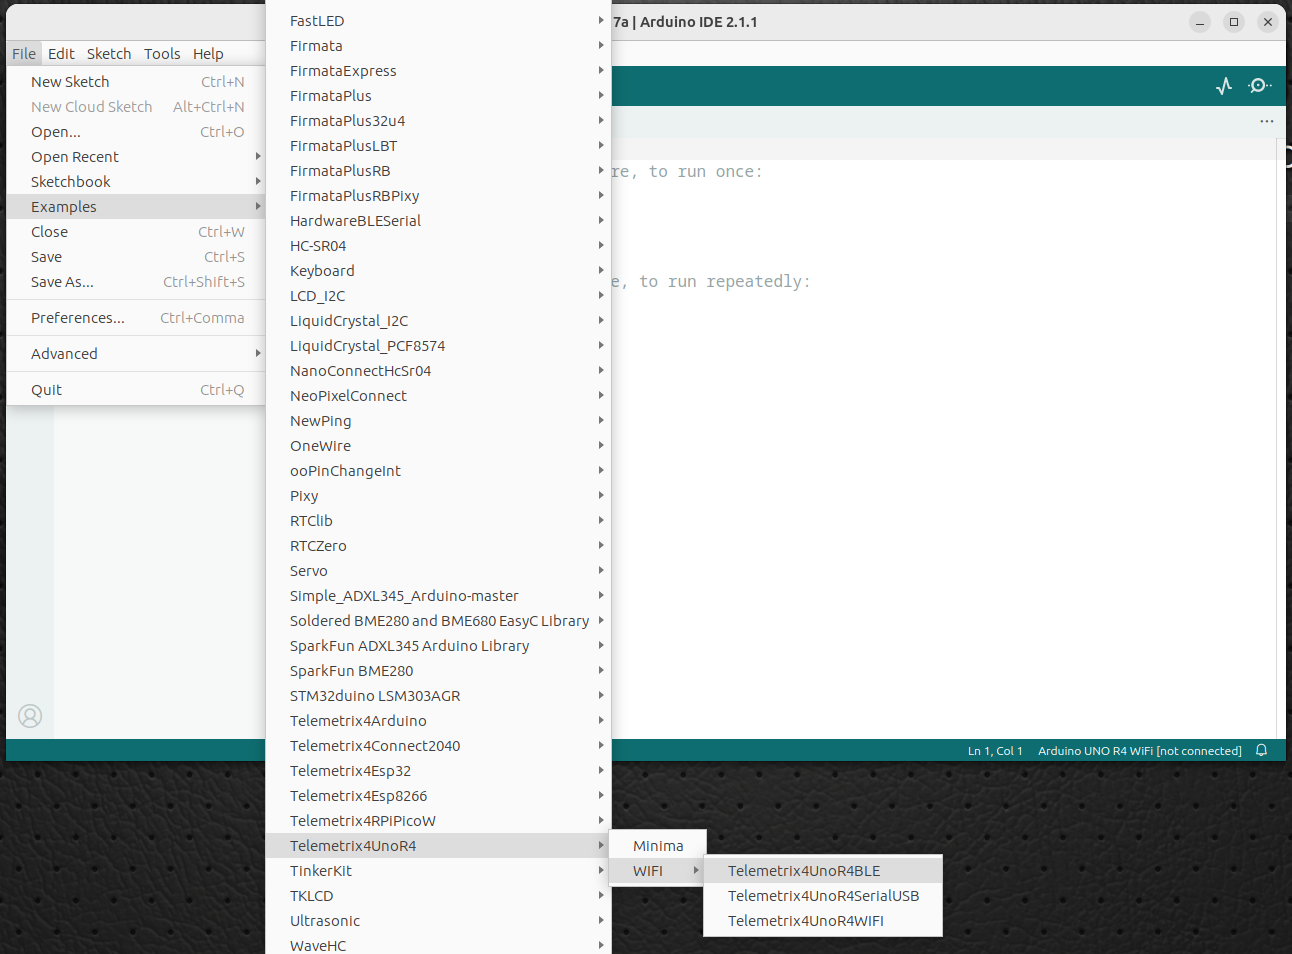 7a | Arduino IDE 2.1.1
File Edit Sketch Tools Help
New Sketch Ctrl+N
New Cloud Sketch Alt+Ctrl+N
Open... Ctrl+O
Open Recent
Sketchbook
Examples
Close Ctrl+W
Save Ctrl+S
Save As... Ctrl+Shift+S
Preferences... Ctrl+Comma
Advanced
Quit Ctrl+Q
FastLED
Firmata
FirmataExpress
FirmataPlus
FirmataPlus32u4
FirmataPlusLBT
FirmataPlusRB
FirmataPlusRBPixy
HardwareBLESerial
HC-SR04
Keyboard
LCD_I2C
LiquidCrystal_I2C
LiquidCrystal_PCF8574
NanoConnectHcSr04
NeoPixelConnect
NewPing
OneWire
ooPinChangeInt
Pixy
RTClib
RTCZero
Servo
Simple_ADXL345_Arduino-master
Soldered BME280 and BME680 EasyC Library
SparkFun ADXL345 Arduino Library
SparkFun BME280
STM32duino LSM303AGR
Telemetrix4Arduino
Telemetrix4Connect2040
Telemetrix4Esp32
Telemetrix4Esp8266
Telemetrix4RPIPicoW
Telemetrix4UnoR4
TinkerKit
TKLCD
Ultrasonic
WaveHC
Minima
WIFI
Telemetrix4UnoR4BLE
Telemetrix4UnoR4SerialUSB
Telemetrix4UnoR4WIFI
re, to run once:
e, to run repeatedly:
Ln 1, Col 1 Arduino UNO R4 WiFi [not connected]